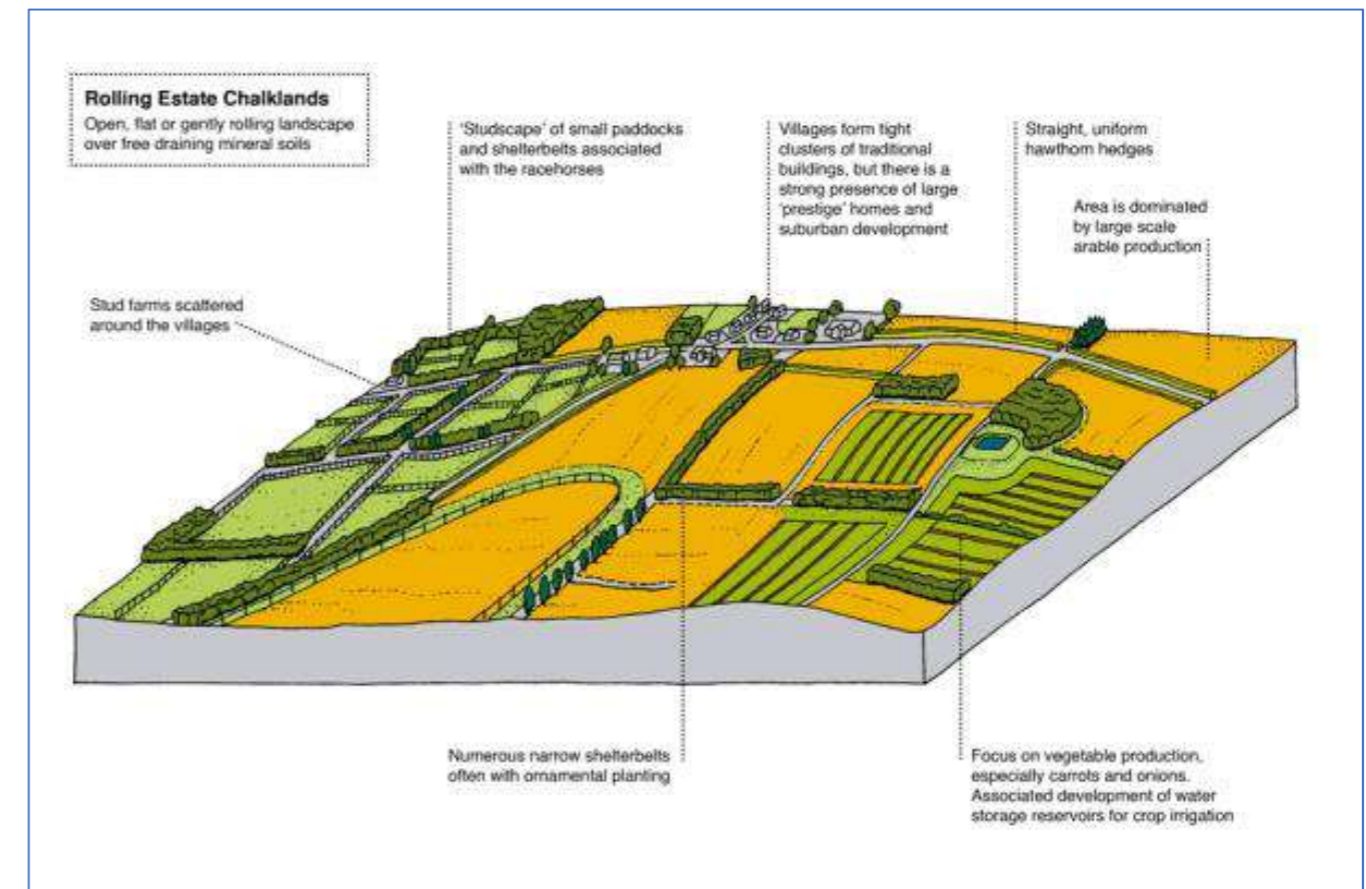 Rolling Estate Chalklands
Open, flat or gently rolling landscape
over free draining mineral soils
'Studscape' of small paddocks
and shelterbelts associated
with the racehorses
Villages form tight
clusters of traditional
buildings, but there is a
strong presence of large
'prestige' homes and
suburban development
Straight, uniform
hawthorn hedges
Area is dominated
by large scale
arable production
Stud farms scattered
around the villages
Numerous narrow shelterbelts
often with ornamental planting
Focus on vegetable production,
especially carrots and onions.
Associated development of water
storage reservoirs for crop irrigation